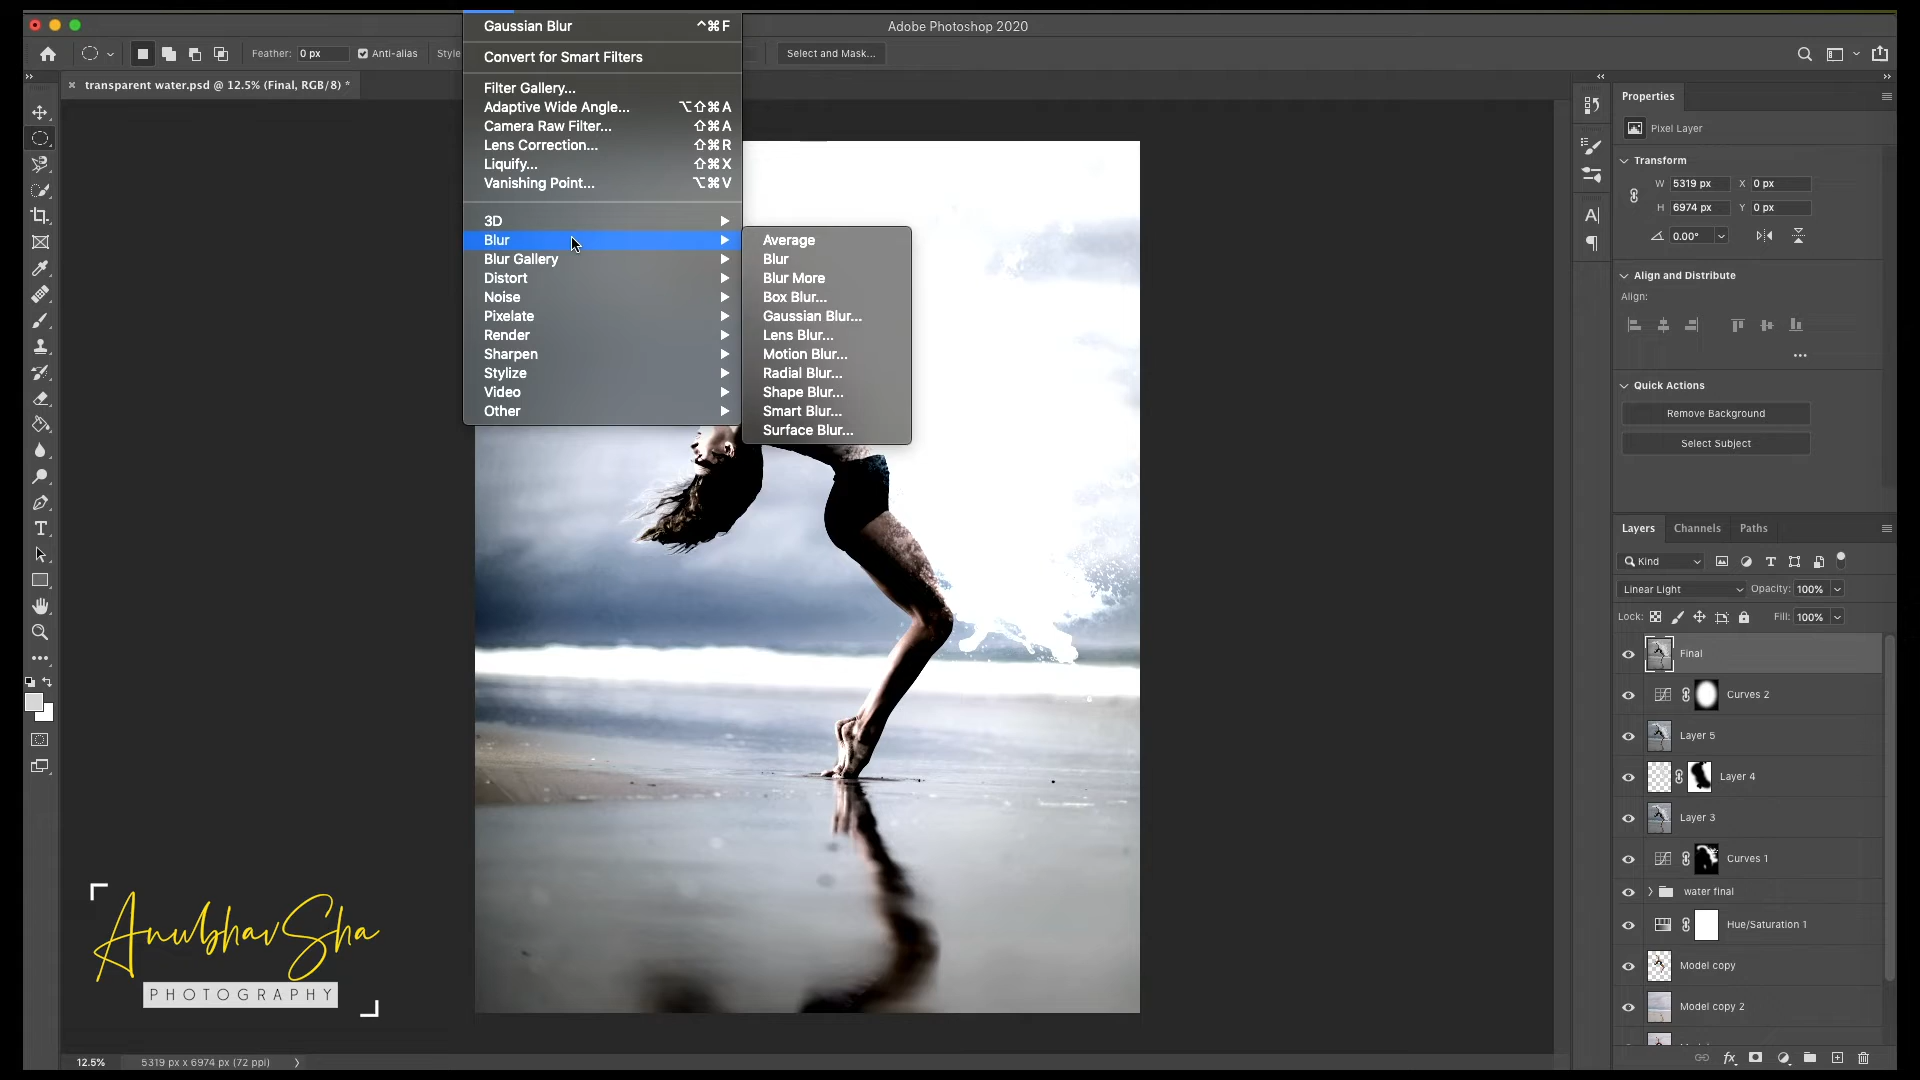 Gaussian Blur ^⌘F
Adobe Photoshop 2020
Feather: 0 px Anti-alias Style
Select and Mask...
Convert for Smart Filters
transparent water.psd @ 12.5% (Final, RGB/8) *
Filter Gallery...
Adaptive Wide Angle... ⌥⇧⌘A
Camera Raw Filter... ⇧⌘A
Lens Correction... ⇧⌘R
Liquify... ⇧⌘X
Vanishing Point... ⌥⌘V
3D
Blur
Blur Gallery
Distort
Noise
Pixelate
Render
Sharpen
Stylize
Video
Other
Average
Blur
Blur More
Box Blur...
Gaussian Blur...
Lens Blur...
Motion Blur...
Radial Blur...
Shape Blur...
Smart Blur...
Surface Blur...
Properties
Pixel Layer
Transform
W 5319 px X 0 px
H 6974 px Y 0 px
0.00°
Align and Distribute
Align:
Quick Actions
Remove Background
Select Subject
Layers Channels Paths
Kind
Linear Light Opacity: 100%
Lock: Fill: 100%
Final
Curves 2
Layer 5
Layer 4
Layer 3
Curves 1
water final
Hue/Saturation 1
Model copy
Model copy 2
AnubhavSha
PHOTOGRAPHY
12.5% 5319 px x 6974 px (72 ppi)